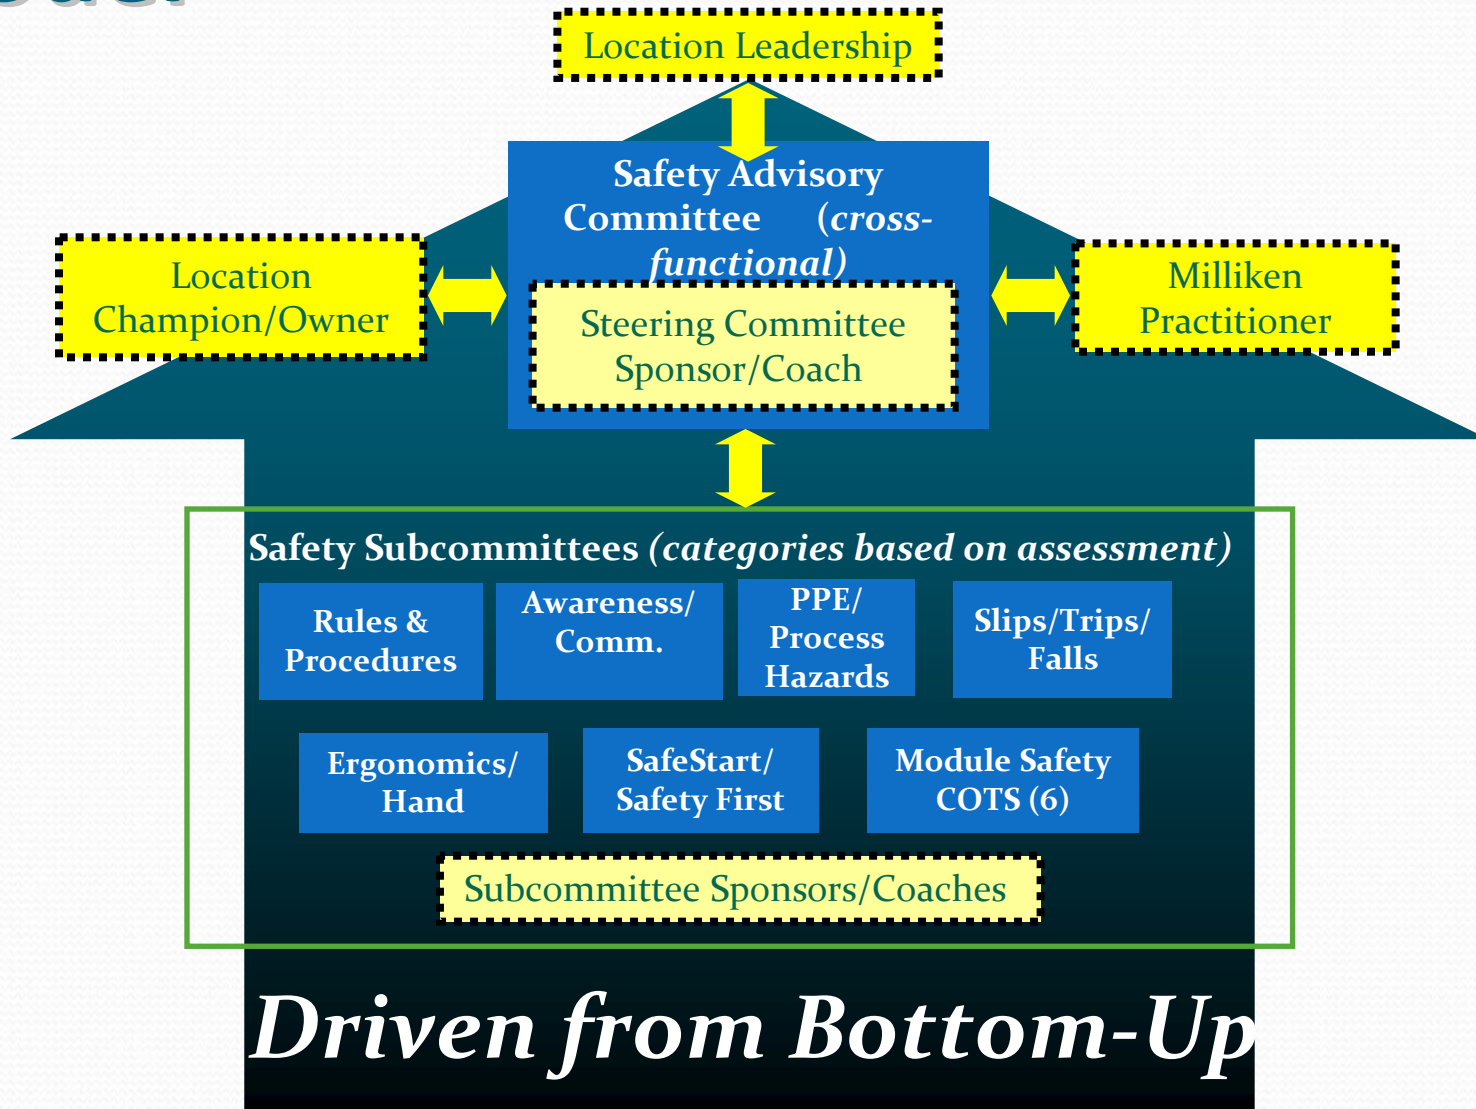 Location Leadership
Safety Advisory
Committee (cross-
functional)
Location
Champion/Owner
Steering Committee
Sponsor/Coach
Milliken
Practitioner
Safety Subcommittees (categories based on assessment)
Rules &
Procedures
Awareness/
Comm.
PPE/
Process
Hazards
Slips/Trips/
Falls
Ergonomics/
Hand
SafeStart/
Safety First
Module Safety
COTS (6)
Subcommittee Sponsors/Coaches
Driven from Bottom-Up